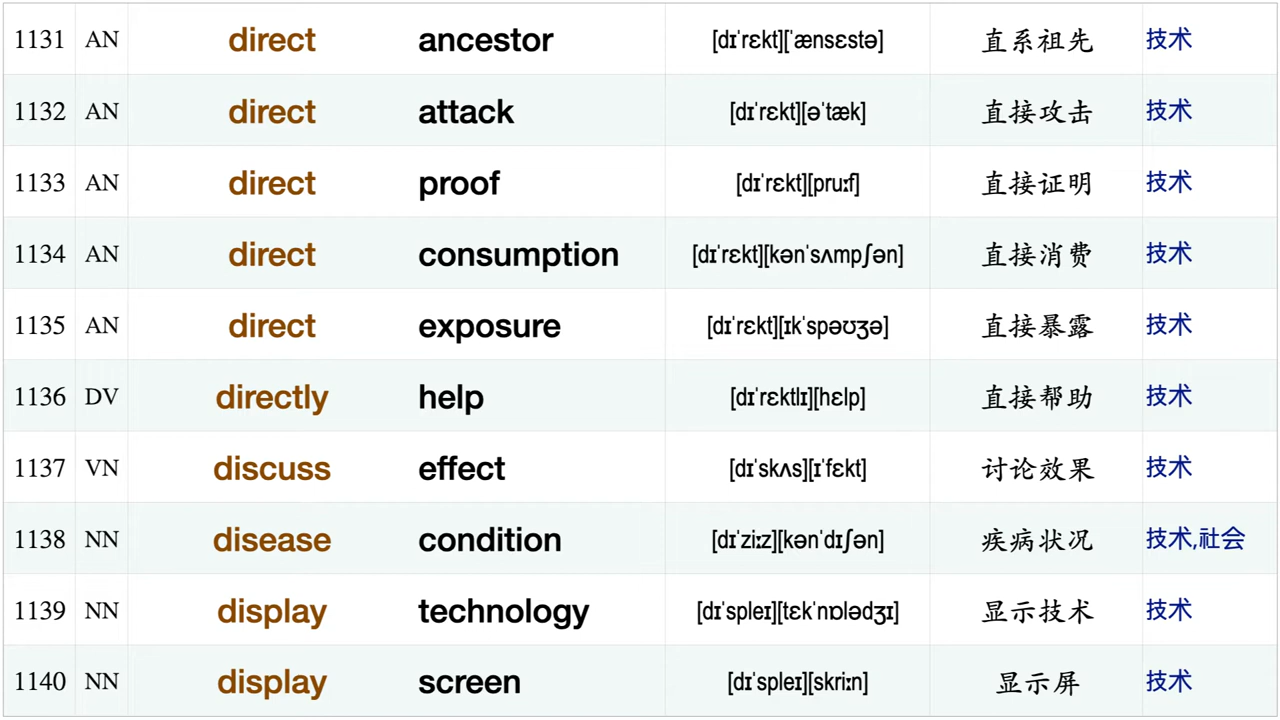 1131 AN direct ancestor [dɪˈrɛkt][ˈænsɛstə] 直系祖先 技术
1132 AN direct attack [dɪˈrɛkt][əˈtæk] 直接攻击 技术
1133 AN direct proof [dɪˈrɛkt][pruːf] 直接证明 技术
1134 AN direct consumption [dɪˈrɛkt][kənˈsʌmpʃən] 直接消费 技术
1135 AN direct exposure [dɪˈrɛkt][ɪkˈspəʊʒə] 直接暴露 技术
1136 DV directly help [dɪˈrɛktlɪ][hɛlp] 直接帮助 技术
1137 VN discuss effect [dɪˈskʌs][ɪˈfɛkt] 讨论效果 技术
1138 NN disease condition [dɪˈziːz][kənˈdɪʃən] 疾病状况 技术,社会
1139 NN display technology [dɪˈspleɪ][tɛkˈnɒlədʒɪ] 显示技术 技术
1140 NN display screen [dɪˈspleɪ][skriːn] 显示屏 技术